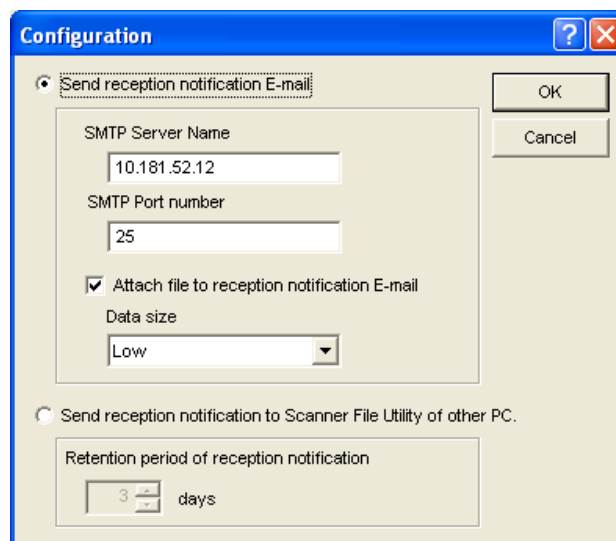 Configuration
Send reception notification E-mail
OK
SMTP Server Name
Cancel
10.181.52.12
SMTP Port number
25
Attach file to reception notification E-mail
Data size
Low
Send reception notification to Scanner File Utility of other PC.
Retention period of reception notification
3 days